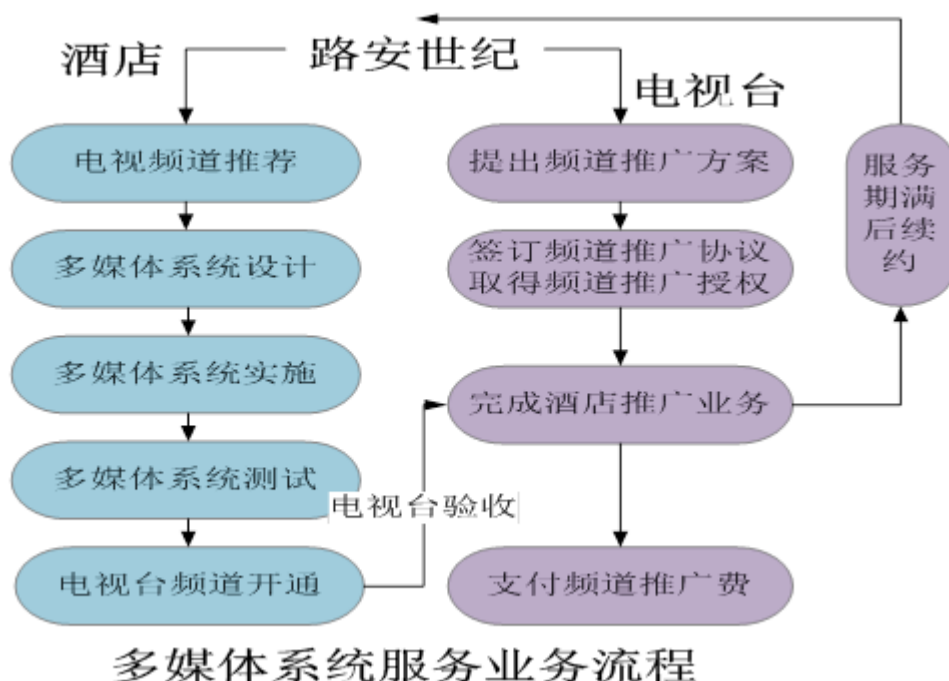 酒店
路安世纪
电视台
电视频道推荐
多媒体系统设计
多媒体系统实施
多媒体系统测试
电视台频道开通
电视台验收
提出频道推广方案
签订频道推广协议
取得频道推广授权
完成酒店推广业务
支付频道推广费
服务
期满
后续
约
多媒体系统服务业务流程